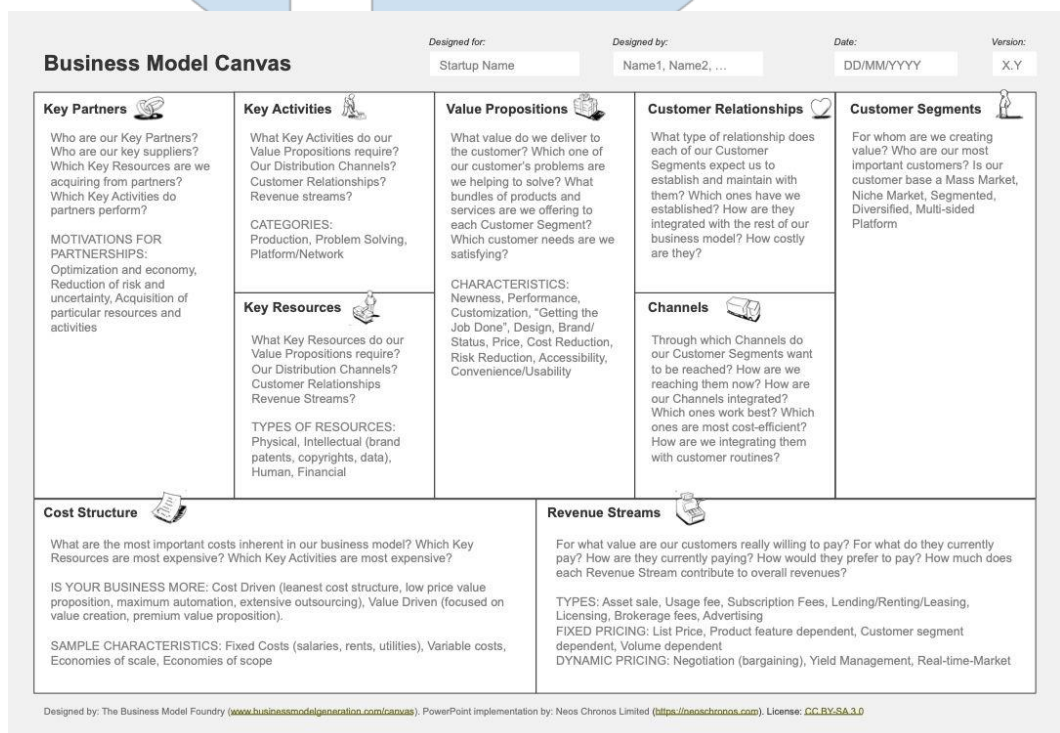 Business Model Canvas
Designed for:
Startup Name
Designed by:
Name1, Name2, ...
Date:
DD/MM/YYYY
Version:
X.Y
Key Partners
Who are our Key Partners?
Who are our key suppliers?
Which Key Resources are we
acquiring from partners?
Which Key Activities do
partners perform?
MOTIVATIONS FOR
PARTNERSHIPS:
Optimization and economy,
Reduction of risk and
uncertainty, Acquisition of
particular resources and
activities
Key Activities
What Key Activities do our
Value Propositions require?
Our Distribution Channels?
Customer Relationships?
Revenue streams?
CATEGORIES:
Production, Problem Solving,
Platform/Network
Key Resources
What Key Resources do our
Value Propositions require?
Our Distribution Channels?
Customer Relationships
Revenue Streams?
TYPES OF RESOURCES:
Physical, Intellectual (brand
patents, copyrights, data),
Human, Financial
Value Propositions
What value do we deliver to
the customer? Which one of
our customer's problems are
we helping to solve? What
bundles of products and
services are we offering to
each Customer Segment?
Which customer needs are we
satisfying?
CHARACTERISTICS:
Newness, Performance,
Customization, “Getting the
Job Done”, Design, Brand/
Status, Price, Cost Reduction,
Risk Reduction, Accessibility,
Convenience/Usability
Customer Relationships
What type of relationship does
each of our Customer
Segments expect us to
establish and maintain with
them? Which ones have we
established? How are they
integrated with the rest of our
business model? How costly
are they?
Channels
Through which Channels do
our Customer Segments want
to be reached? How are we
reaching them now? How are
our Channels integrated?
Which ones work best? Which
ones are most cost-efficient?
How are we integrating them
with customer routines?
Customer Segments
For whom are we creating
value? Who are our most
important customers? Is our
customer base a Mass Market,
Niche Market, Segmented,
Diversified, Multi-sided
Platform
Cost Structure
What are the most important costs inherent in our business model? Which Key
Resources are most expensive? Which Key Activities are most expensive?
IS YOUR BUSINESS MORE: Cost Driven (leanest cost structure, low price value
proposition, maximum automation, extensive outsourcing), Value Driven (focused on
value creation, premium value proposition).
SAMPLE CHARACTERISTICS: Fixed Costs (salaries, rents, utilities), Variable costs,
Economies of scale, Economies of scope
Revenue Streams
For what value are our customers really willing to pay? For what do they currently
pay? How are they currently paying? How would they prefer to pay? How much does
each Revenue Stream contribute to overall revenues?
TYPES: Asset sale, Usage fee, Subscription Fees, Lending/Renting/Leasing,
Licensing, Brokerage fees, Advertising
FIXED PRICING: List Price, Product feature dependent, Customer segment
dependent, Volume dependent
DYNAMIC PRICING: Negotiation (bargaining), Yield Management, Real-time-Market
Designed by: The Business Model Foundry (www.businessmodelgeneration.com/canvas). PowerPoint implementation by: Neos Chronos Limited (https://neoschronos.com). License: CC BY-SA 3.0